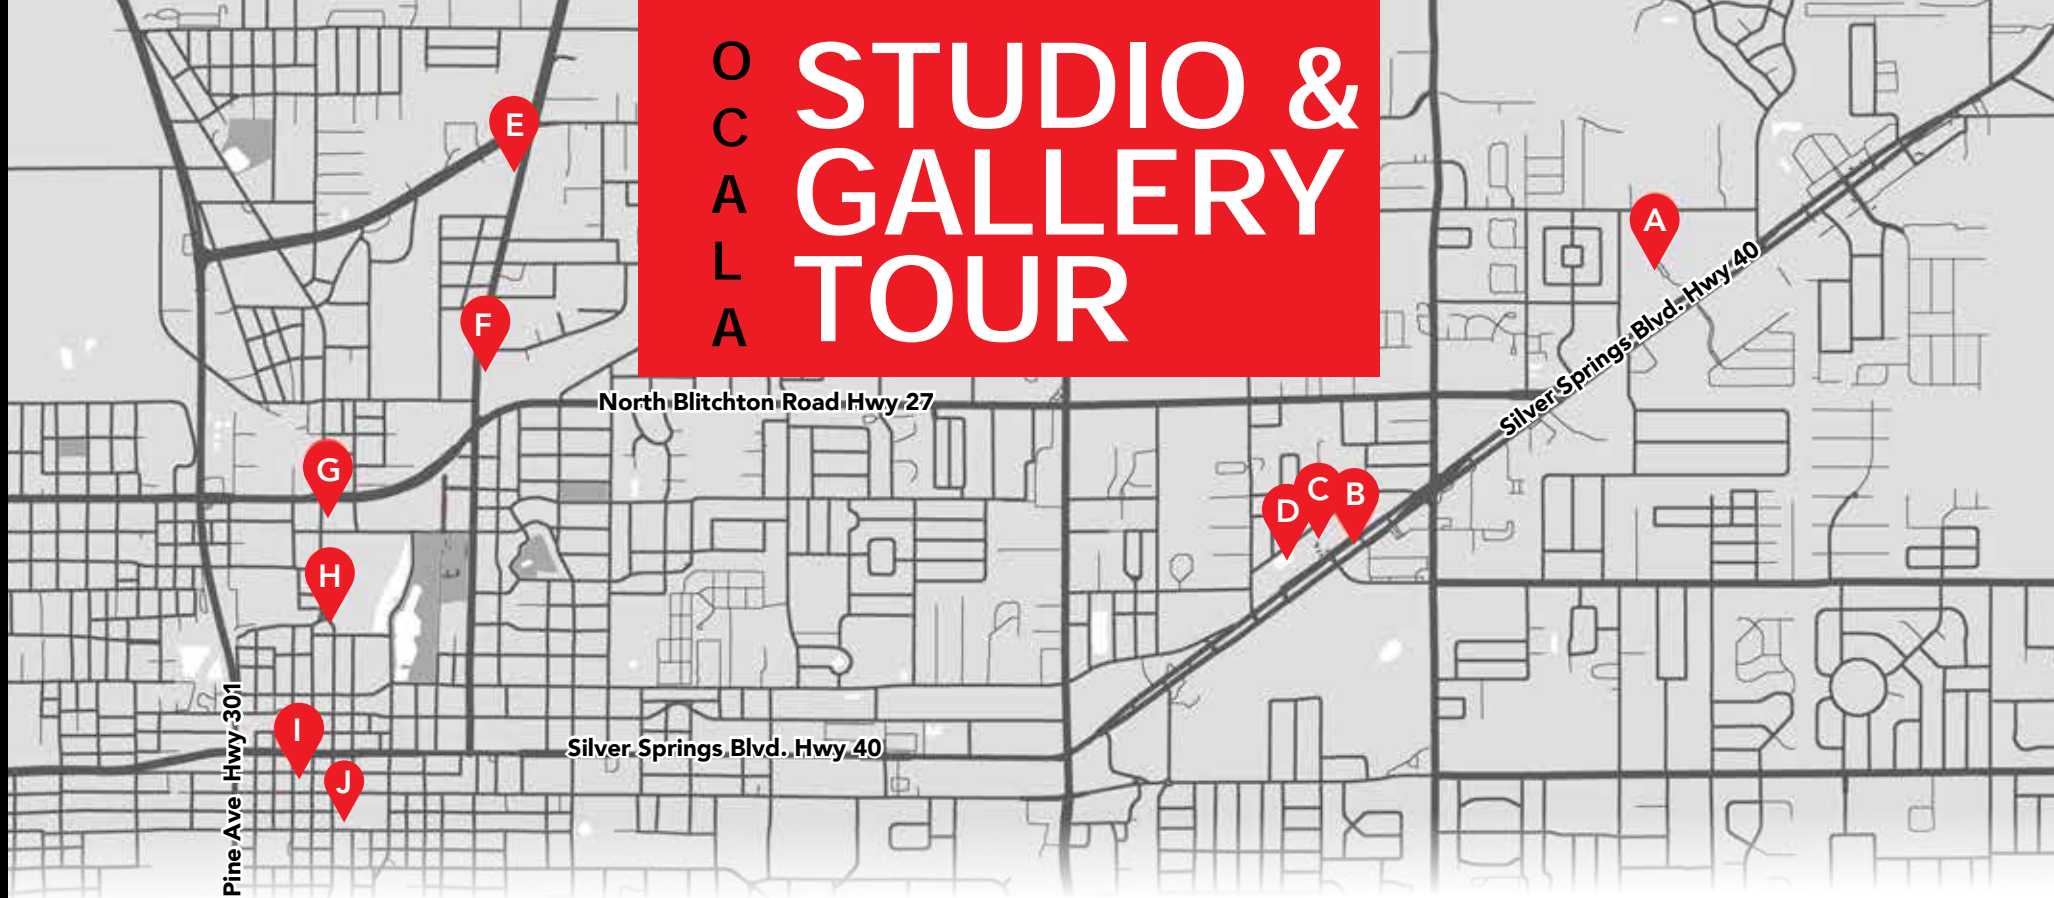 OCALA
STUDIO &
GALLERY
TOUR
E
A
F
Silver Springs Blvd. Hwy 40
North Blitchton Road Hwy 27
G
D
C
B
H
Pine Ave Hwy 301
I
Silver Springs Blvd. Hwy 40
J